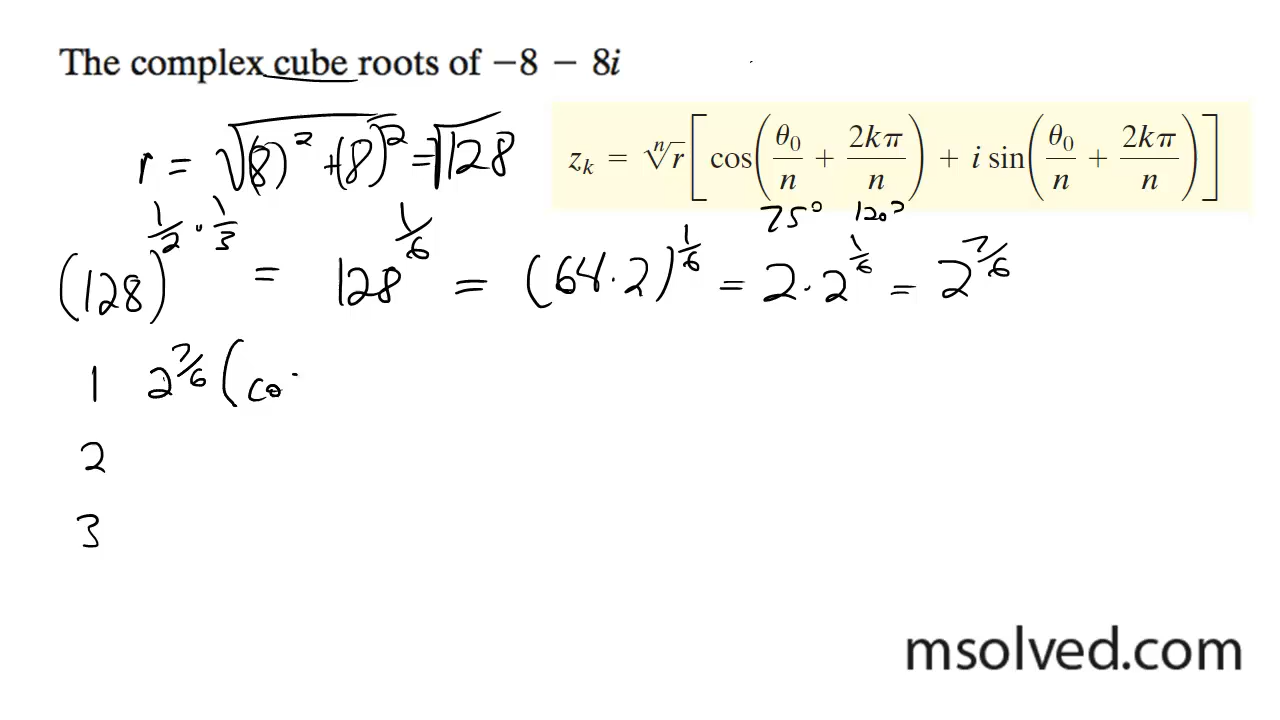 The complex cube roots of −8 − 8i
r = √((8)² + (8)²) = √128
z_k = ⁿ√r [ cos( θ₀/n + 2kπ/n ) + i sin( θ₀/n + 2kπ/n ) ]
75° 120°
(128)^(1/2 · 1/3) = 128^(1/6) = (64·2)^(1/6) = 2·2^(1/6) = 2^(7/6)
1 2^(7/6) (co
2
3
msolved.com